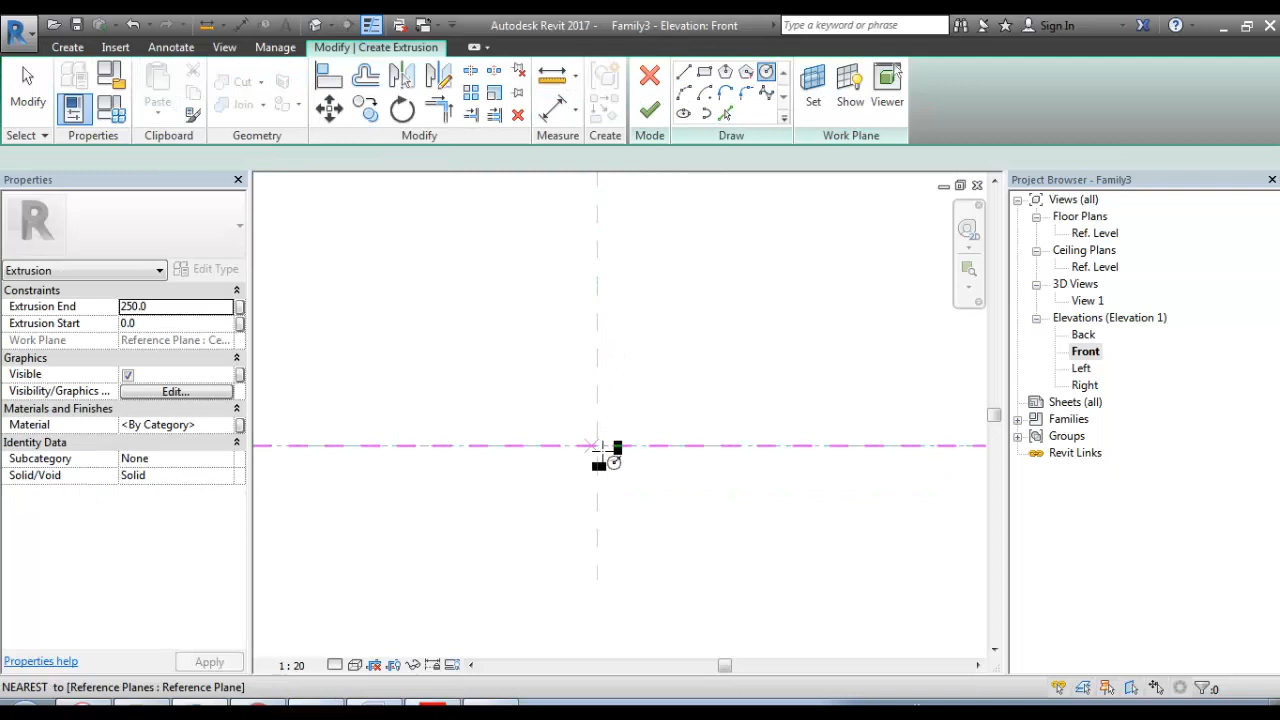 Autodesk Revit 2017 - Family3 - Elevation: Front
Type a keyword or phrase
Sign In
Create Insert Annotate View Manage Modify | Create Extrusion
Modify
Paste
Cut
Join
Measure
Create
Set Show Viewer
Select Properties Clipboard Geometry Modify Measure Create Mode Draw Work Plane
Properties
Extrusion
Edit Type
Constraints
Extrusion End 250.0
Extrusion Start 0.0
Work Plane Reference Plane : Ce...
Graphics
Visible
Visibility/Graphics ... Edit...
Materials and Finishes
Material <By Category>
Identity Data
Subcategory None
Solid/Void Solid
Properties help
Apply
2D
1 : 20
Project Browser - Family3
Views (all)
Floor Plans
Ref. Level
Ceiling Plans
Ref. Level
3D Views
View 1
Elevations (Elevation 1)
Back
Front
Left
Right
Sheets (all)
Families
Groups
Revit Links
NEAREST to [Reference Planes : Reference Plane]
:0